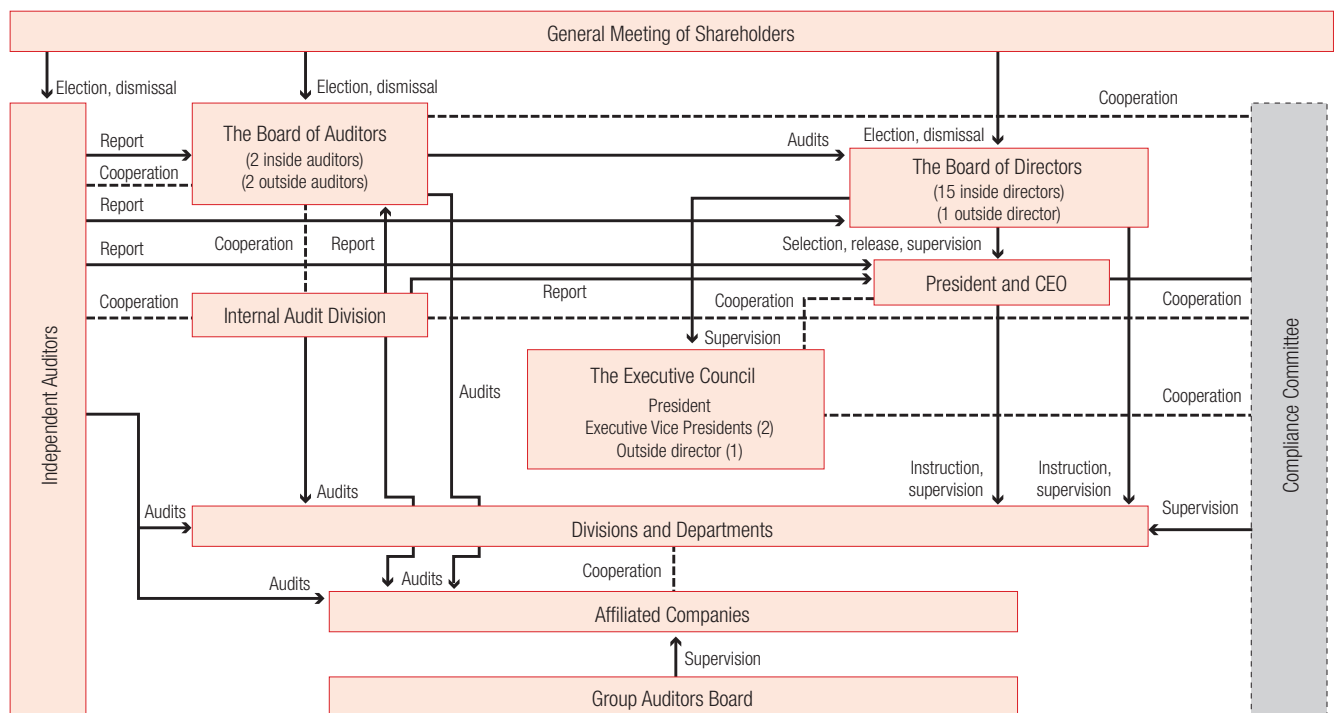 General Meeting of Shareholders
Election, dismissal
Election, dismissal
Cooperation
Report
The Board of Auditors
(2 inside auditors)
(2 outside auditors)
Audits
Election, dismissal
Cooperation
The Board of Directors
(15 inside directors)
(1 outside director)
Report
Cooperation
Report
Selection, release, supervision
Report
President and CEO
Report
Cooperation
Cooperation
Cooperation
Internal Audit Division
Supervision
Independent Auditors
Compliance Committee
The Executive Council
President
Executive Vice Presidents (2)
Outside director (1)
Audits
Cooperation
Instruction,
supervision
Instruction,
supervision
Audits
Audits
Supervision
Divisions and Departments
Cooperation
Audits
Audits
Affiliated Companies
Supervision
Group Auditors Board